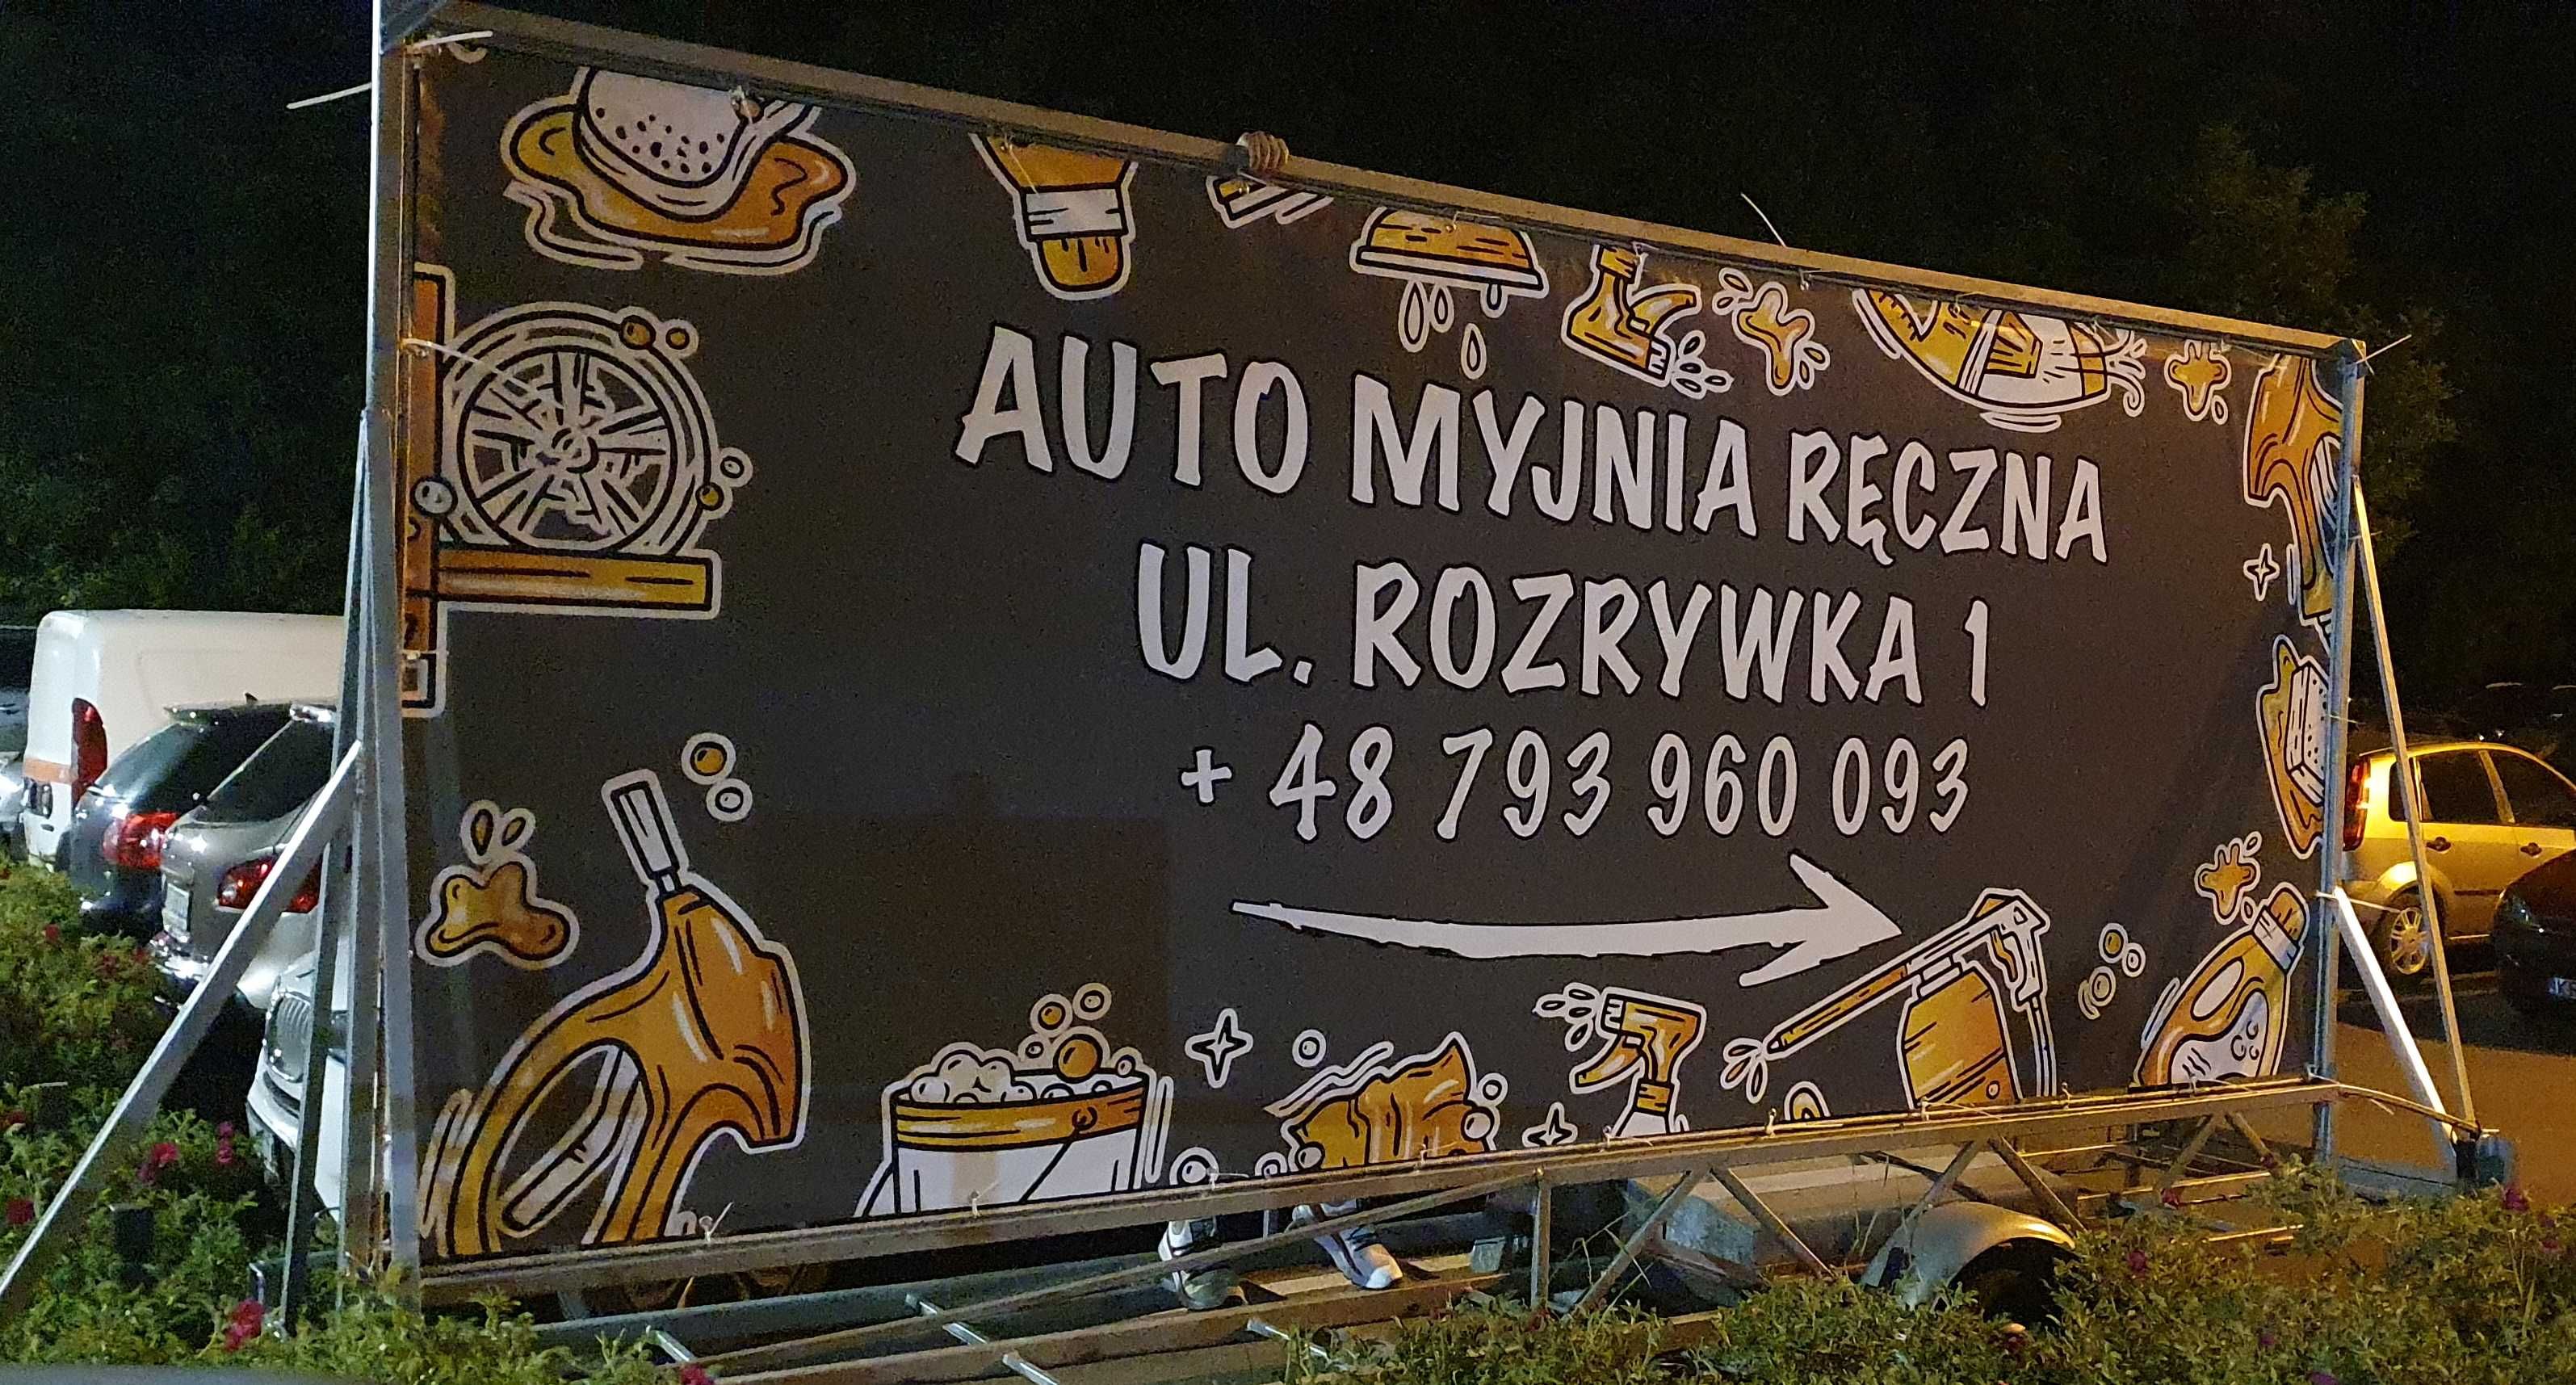 AUTO MYJNIA RĘCZNA
UL. ROZRYWKA 1
+ 48 793 960 093